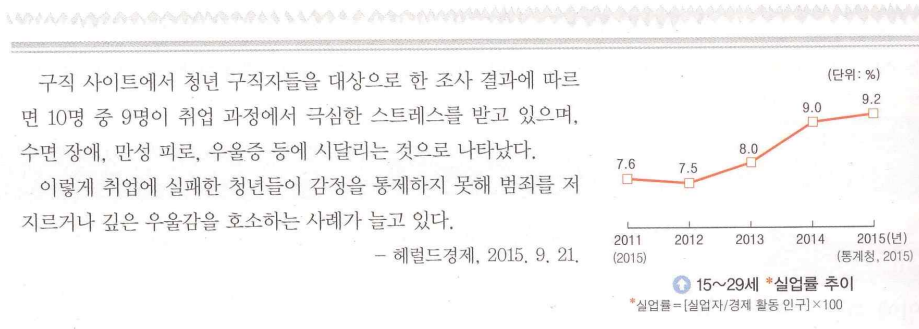 구직 사이트에서 청년 구직자들을 대상으로 한 조사 결과에 따르
면 10명 중 9명이 취업 과정에서 극심한 스트레스를 받고 있으며,
수면 장애, 만성 피로, 우울증 등에 시달리는 것으로 나타났다.
이렇게 취업에 실패한 청년들이 감정을 통제하지 못해 범죄를 저
지르거나 깊은 우울감을 호소하는 사례가 늘고 있다.
- 헤럴드경제, 2015. 9. 21.
(단위: %)
7.6 7.5 8.0 9.0 9.2
2011 2012 2013 2014 2015(년)
(2015) (통계청, 2015)
15~29세 *실업률 추이
*실업률=[실업자/경제 활동 인구]×100